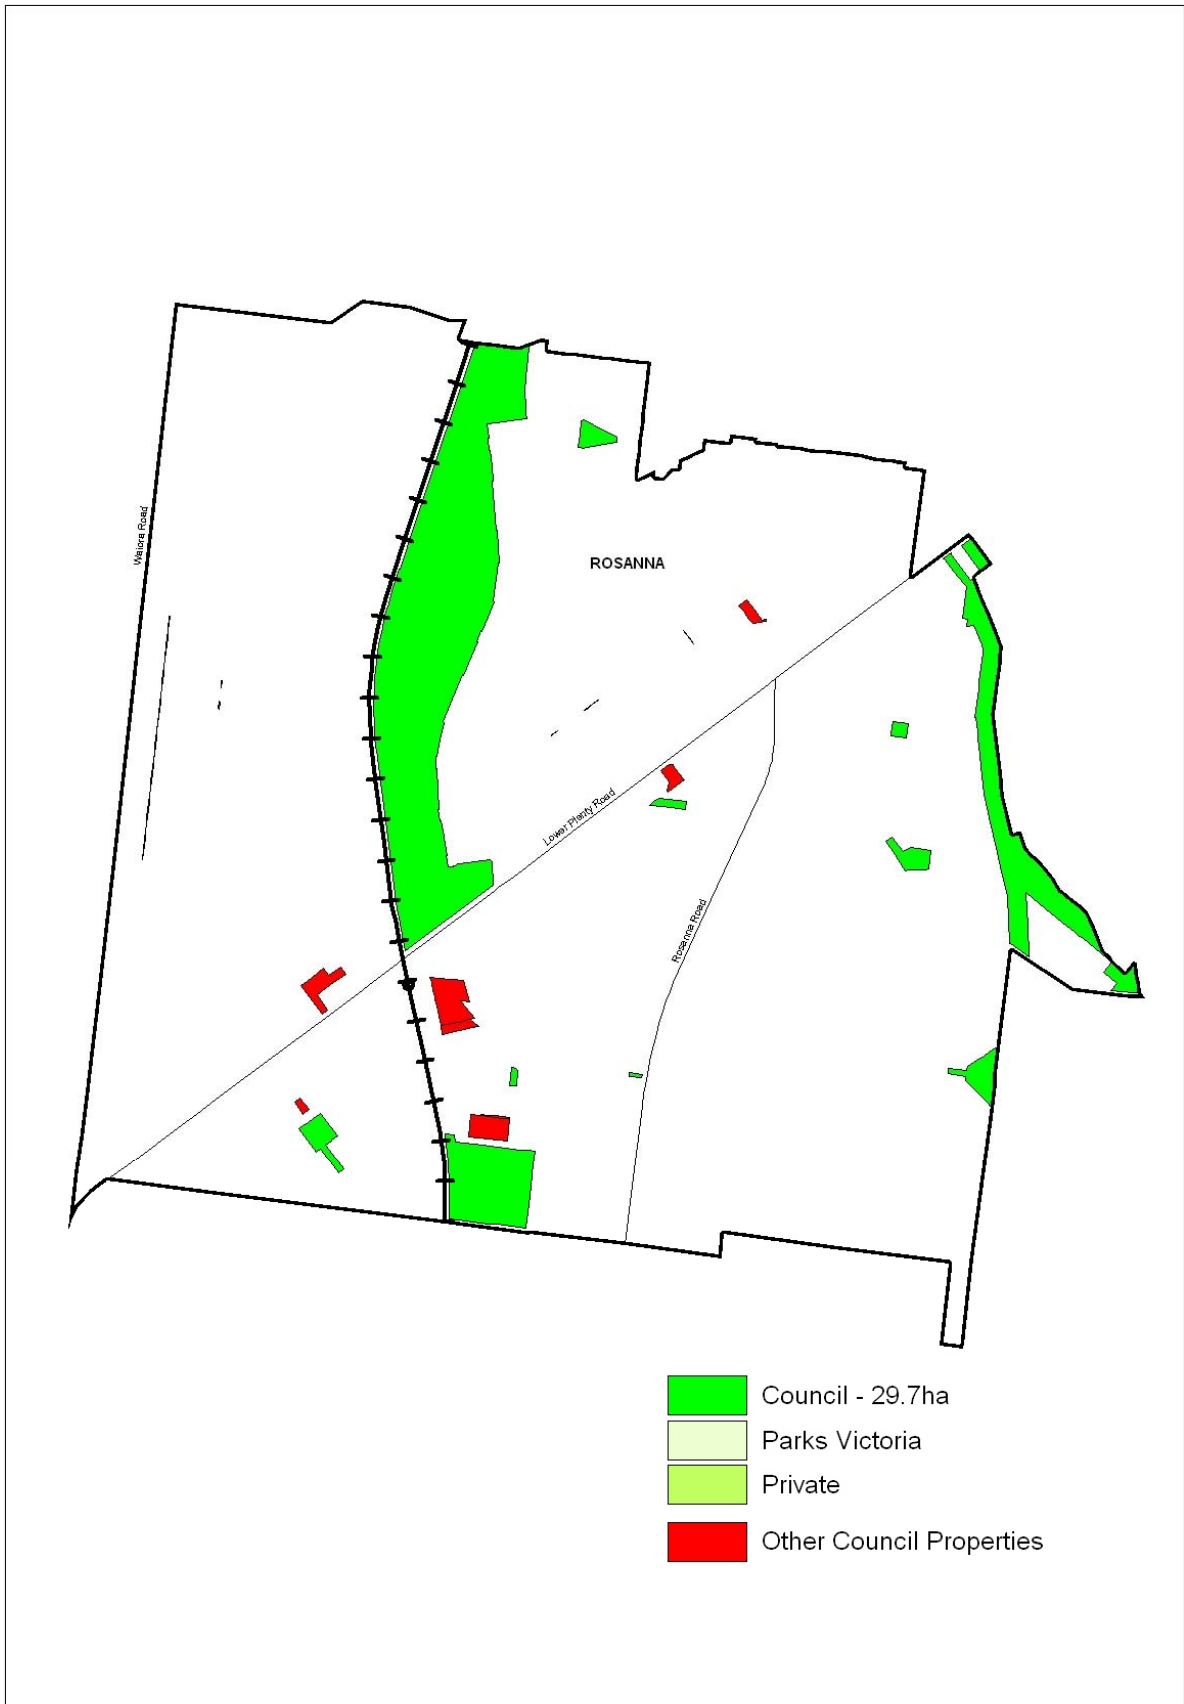 Waiora Road
ROSANNA
Lower Plenty Road
Rosanna Road
Council - 29.7ha
Parks Victoria
Private
Other Council Properties